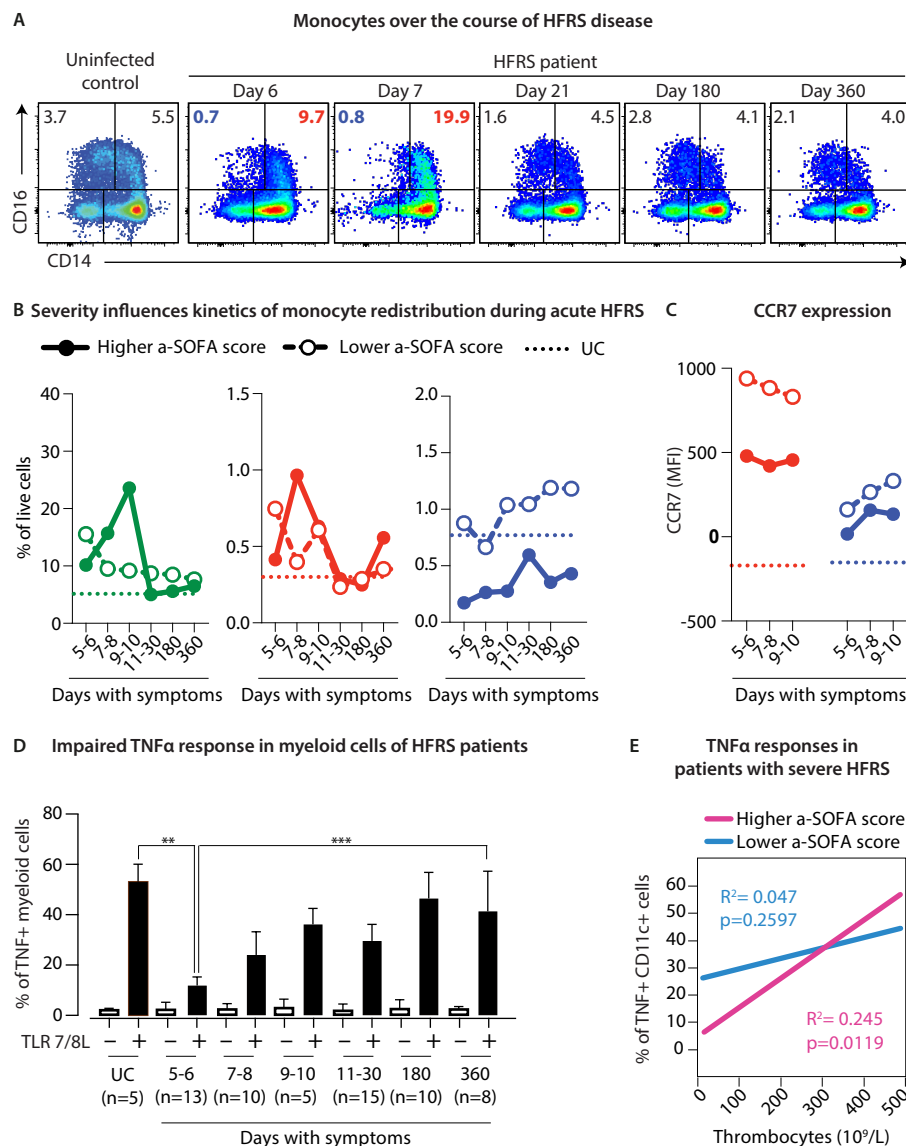 A Monocytes over the course of HFRS disease
Uninfected
control
HFRS patient
Day 6 Day 7 Day 21 Day 180 Day 360
3.7 5.5 0.7 9.7 0.8 19.9 1.6 4.5 2.8 4.1 2.1 4.0
CD16
CD14
B Severity influences kinetics of monocyte redistribution during acute HFRS
Higher a-SOFA score Lower a-SOFA score UC
% of live cells
40
30
20
10
0
5-6 7-8 9-10 11-30 180 360
Days with symptoms
1.5
1.0
0.5
0.0
5-6 7-8 9-10 11-30 180 360
Days with symptoms
2.0
1.5
1.0
0.5
0.0
5-6 7-8 9-10 11-30 180 360
Days with symptoms
C CCR7 expression
CCR7 (MFI)
1000
500
0
-500
5-6 7-8 9-10 5-6 7-8 9-10
Days with symptoms
D Impaired TNFα response in myeloid cells of HFRS patients
% of TNF+ myeloid cells
80
60
40
20
0
** ***
TLR 7/8L − + − + − + − + − + − + − +
UC 5-6 7-8 9-10 11-30 180 360
(n=5) (n=13) (n=10) (n=5) (n=15) (n=10) (n=8)
Days with symptoms
E TNFα responses in
patients with severe HFRS
Higher a-SOFA score
Lower a-SOFA score
% of TNF+ CD11c+ cells
60
50
40
30
20
10
0
R²= 0.047
p=0.2597
R²= 0.245
p=0.0119
0 100 200 300 400 500
Thrombocytes (10⁹/L)